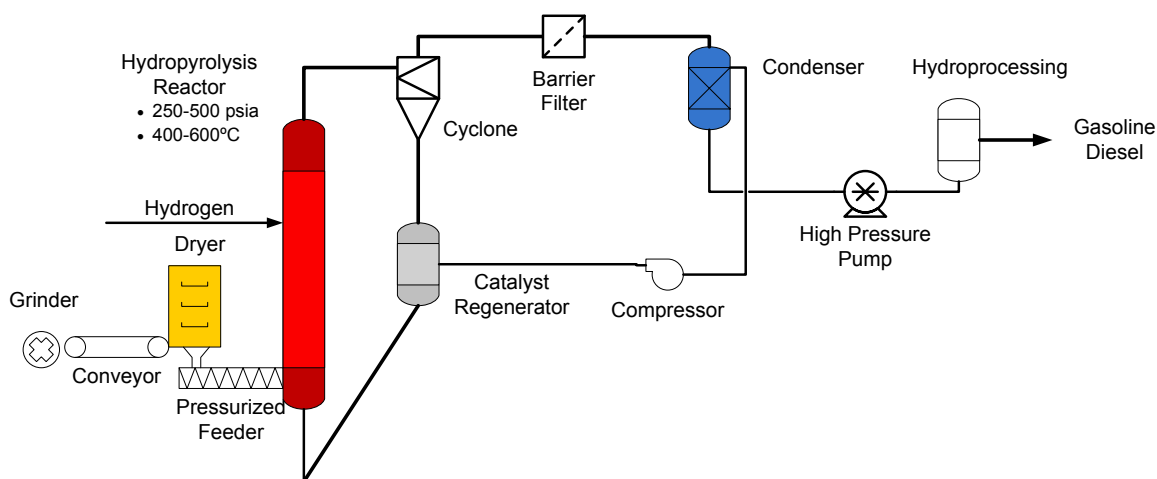 Hydropyrolysis
Reactor
• 250-500 psia
• 400-600ºC
Barrier
Filter
Condenser
Hydroprocessing
Cyclone
Gasoline
Diesel
Hydrogen
Dryer
High Pressure
Pump
Grinder
Catalyst
Regenerator
Compressor
Conveyor
Pressurized
Feeder